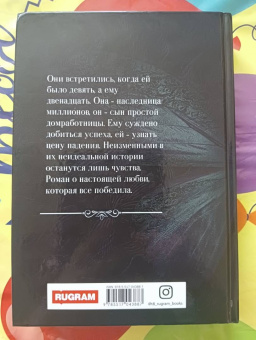 Они встретились, когда ей
было девять, а ему
двенадцать. Она - наследница
миллионов, он - сын простой
домработницы. Ему суждено
добиться успеха, ей - узнать
цену падения. Неизменными в
их неидеальной истории
останутся лишь чувства.
Роман о настоящей любви,
которая все победила.
RUGRAM